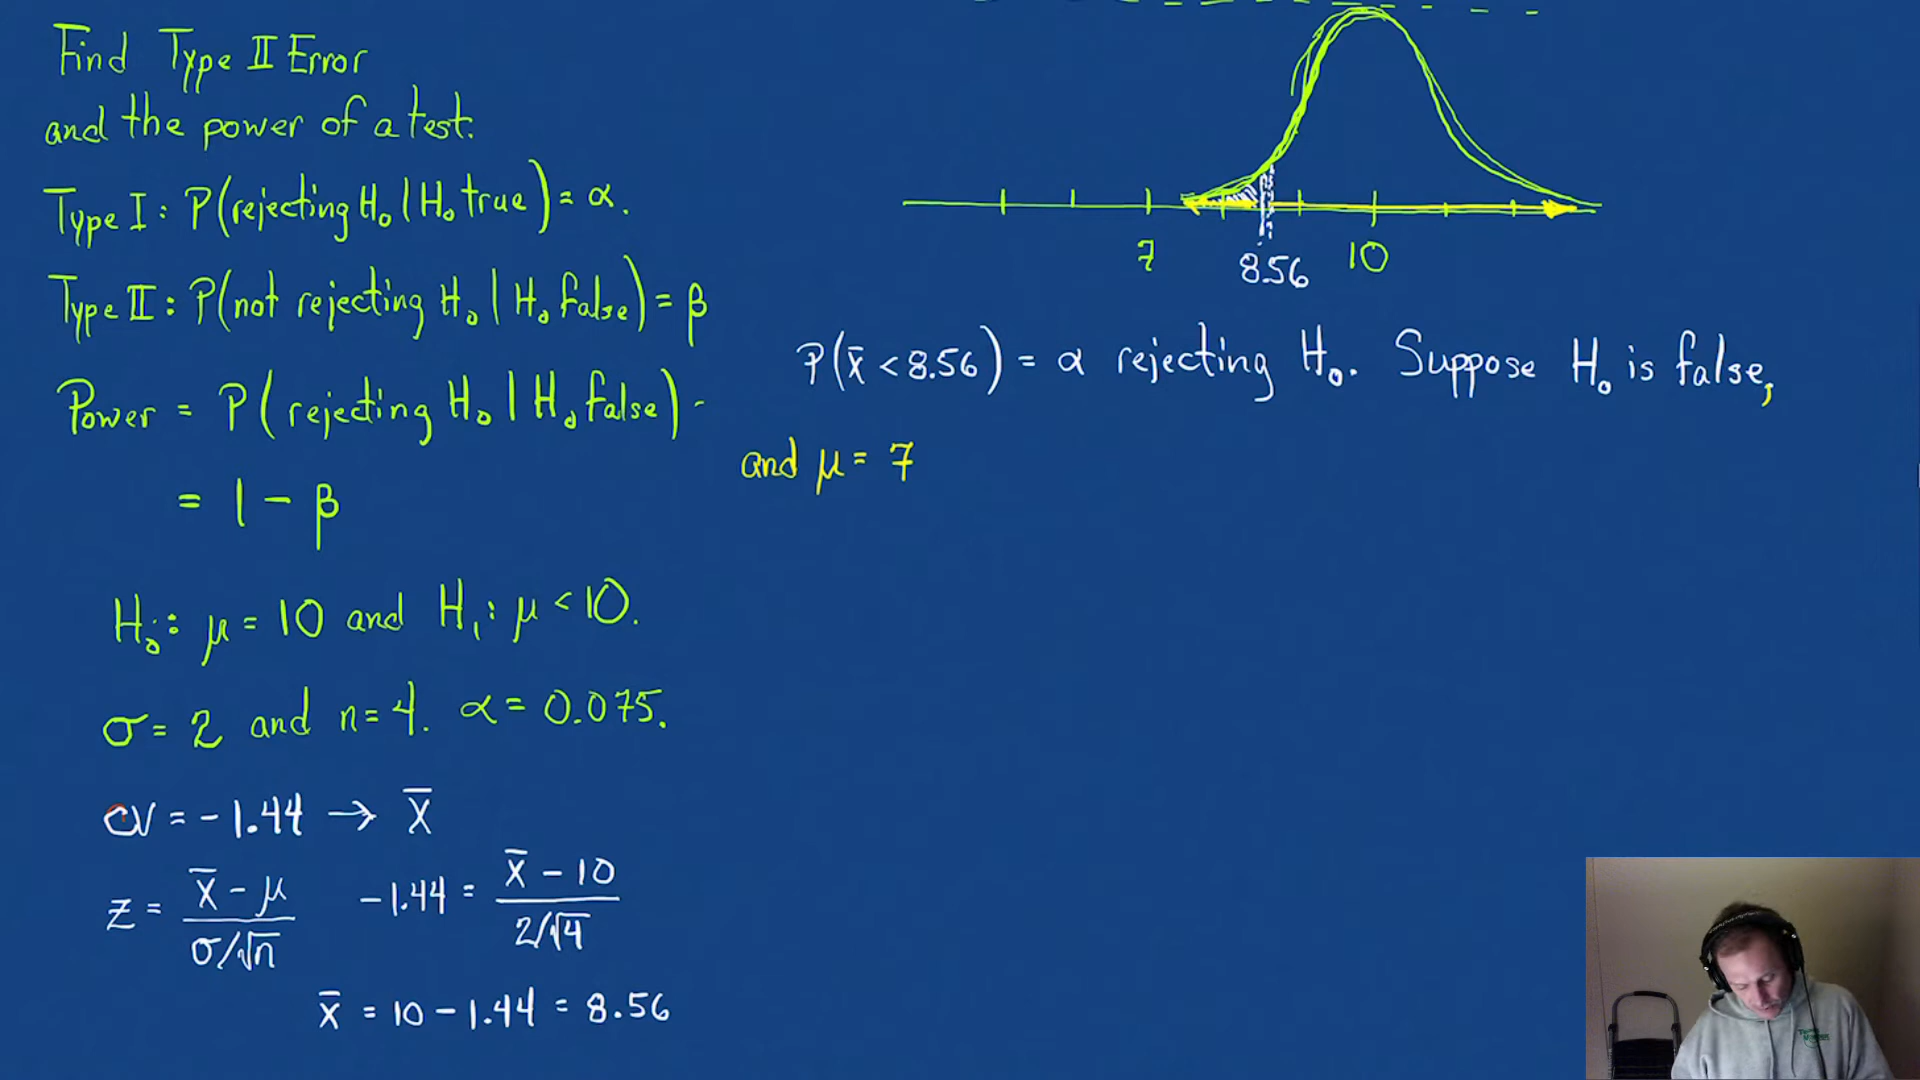 Find Type II Error
and the power of a test.
Type I : P(rejecting H₀ | H₀ true) = α.
Type II : P(not rejecting H₀ | H₀ false) = β
Power = P(rejecting H₀ | H₀ false) -
= 1 - β
H₀: μ = 10 and H₁: μ < 10.
σ = 2 and n = 4. α = 0.075.
CV = -1.44 → x̄
z = (x̄ - μ)/(σ/√n)   -1.44 = (x̄ - 10)/(2/√4)
x̄ = 10 - 1.44 = 8.56
7 8.56 10
P(x̄ < 8.56) = α rejecting H₀. Suppose H₀ is false,
and μ = 7